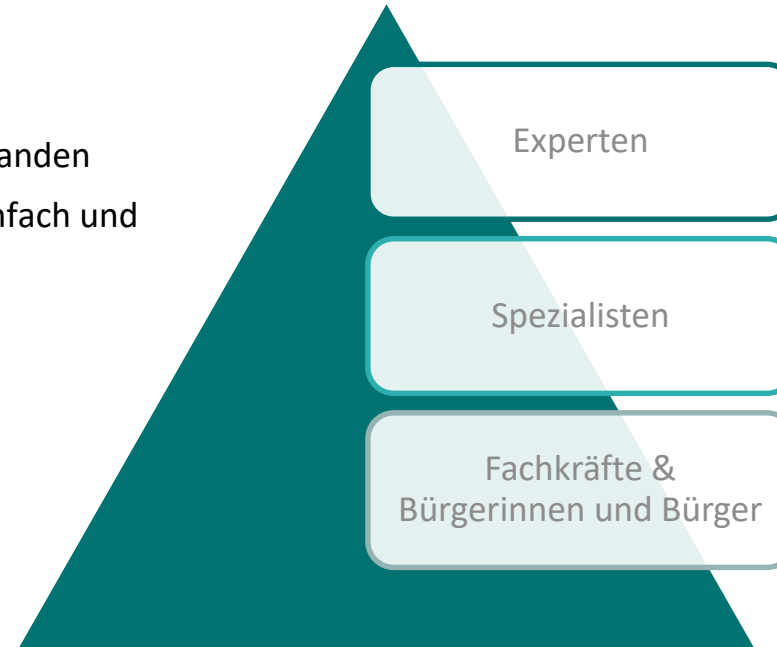 anden
nfach und
Experten
Spezialisten
Fachkräfte &
Bürgerinnen und Bürger